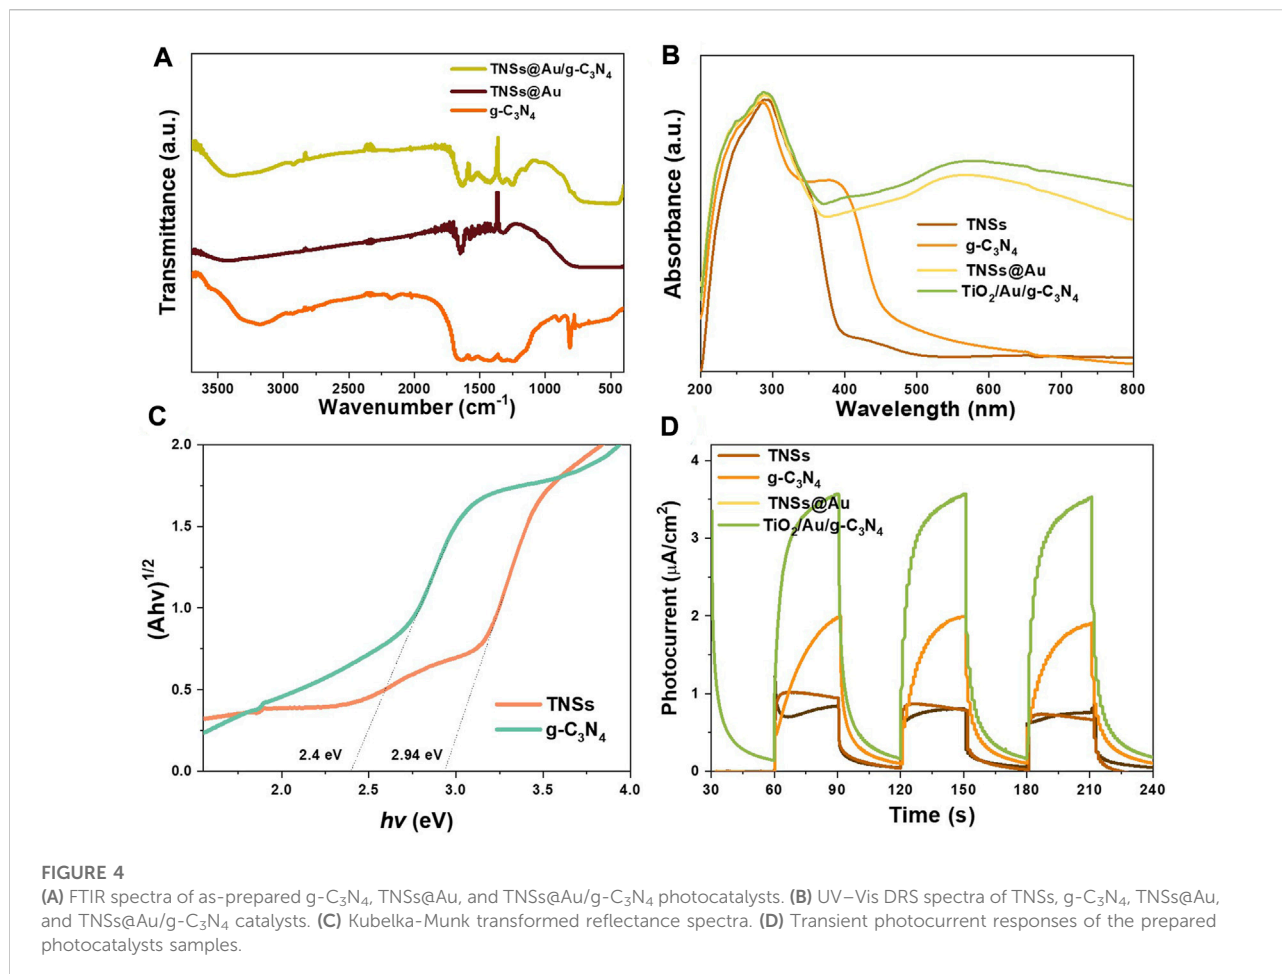 A
TNSs@Au/g-C₃N₄
TNSs@Au
g-C₃N₄
Transmittance (a.u.)
3500 3000 2500 2000 1500 1000 500
Wavenumber (cm⁻¹)
B
TNSs
g-C₃N₄
TNSs@Au
TiO₂/Au/g-C₃N₄
Absorbance (a.u.)
200 300 400 500 600 700 800
Wavelength (nm)
C
2.0
1.5
1.0
0.5
0.0
(Ahv)¹/²
TNSs
g-C₃N₄
2.4 eV 2.94 eV
2.0 2.5 3.0 3.5 4.0
hv (eV)
D
TNSs
g-C₃N₄
TNSs@Au
TiO₂/Au/g-C₃N₄
4
3
2
1
0
Photocurrent (µA/cm²)
30 60 90 120 150 180 210 240
Time (s)
FIGURE 4
(A) FTIR spectra of as-prepared g-C₃N₄, TNSs@Au, and TNSs@Au/g-C₃N₄ photocatalysts. (B) UV–Vis DRS spectra of TNSs, g-C₃N₄, TNSs@Au,
and TNSs@Au/g-C₃N₄ catalysts. (C) Kubelka-Munk transformed reflectance spectra. (D) Transient photocurrent responses of the prepared
photocatalysts samples.